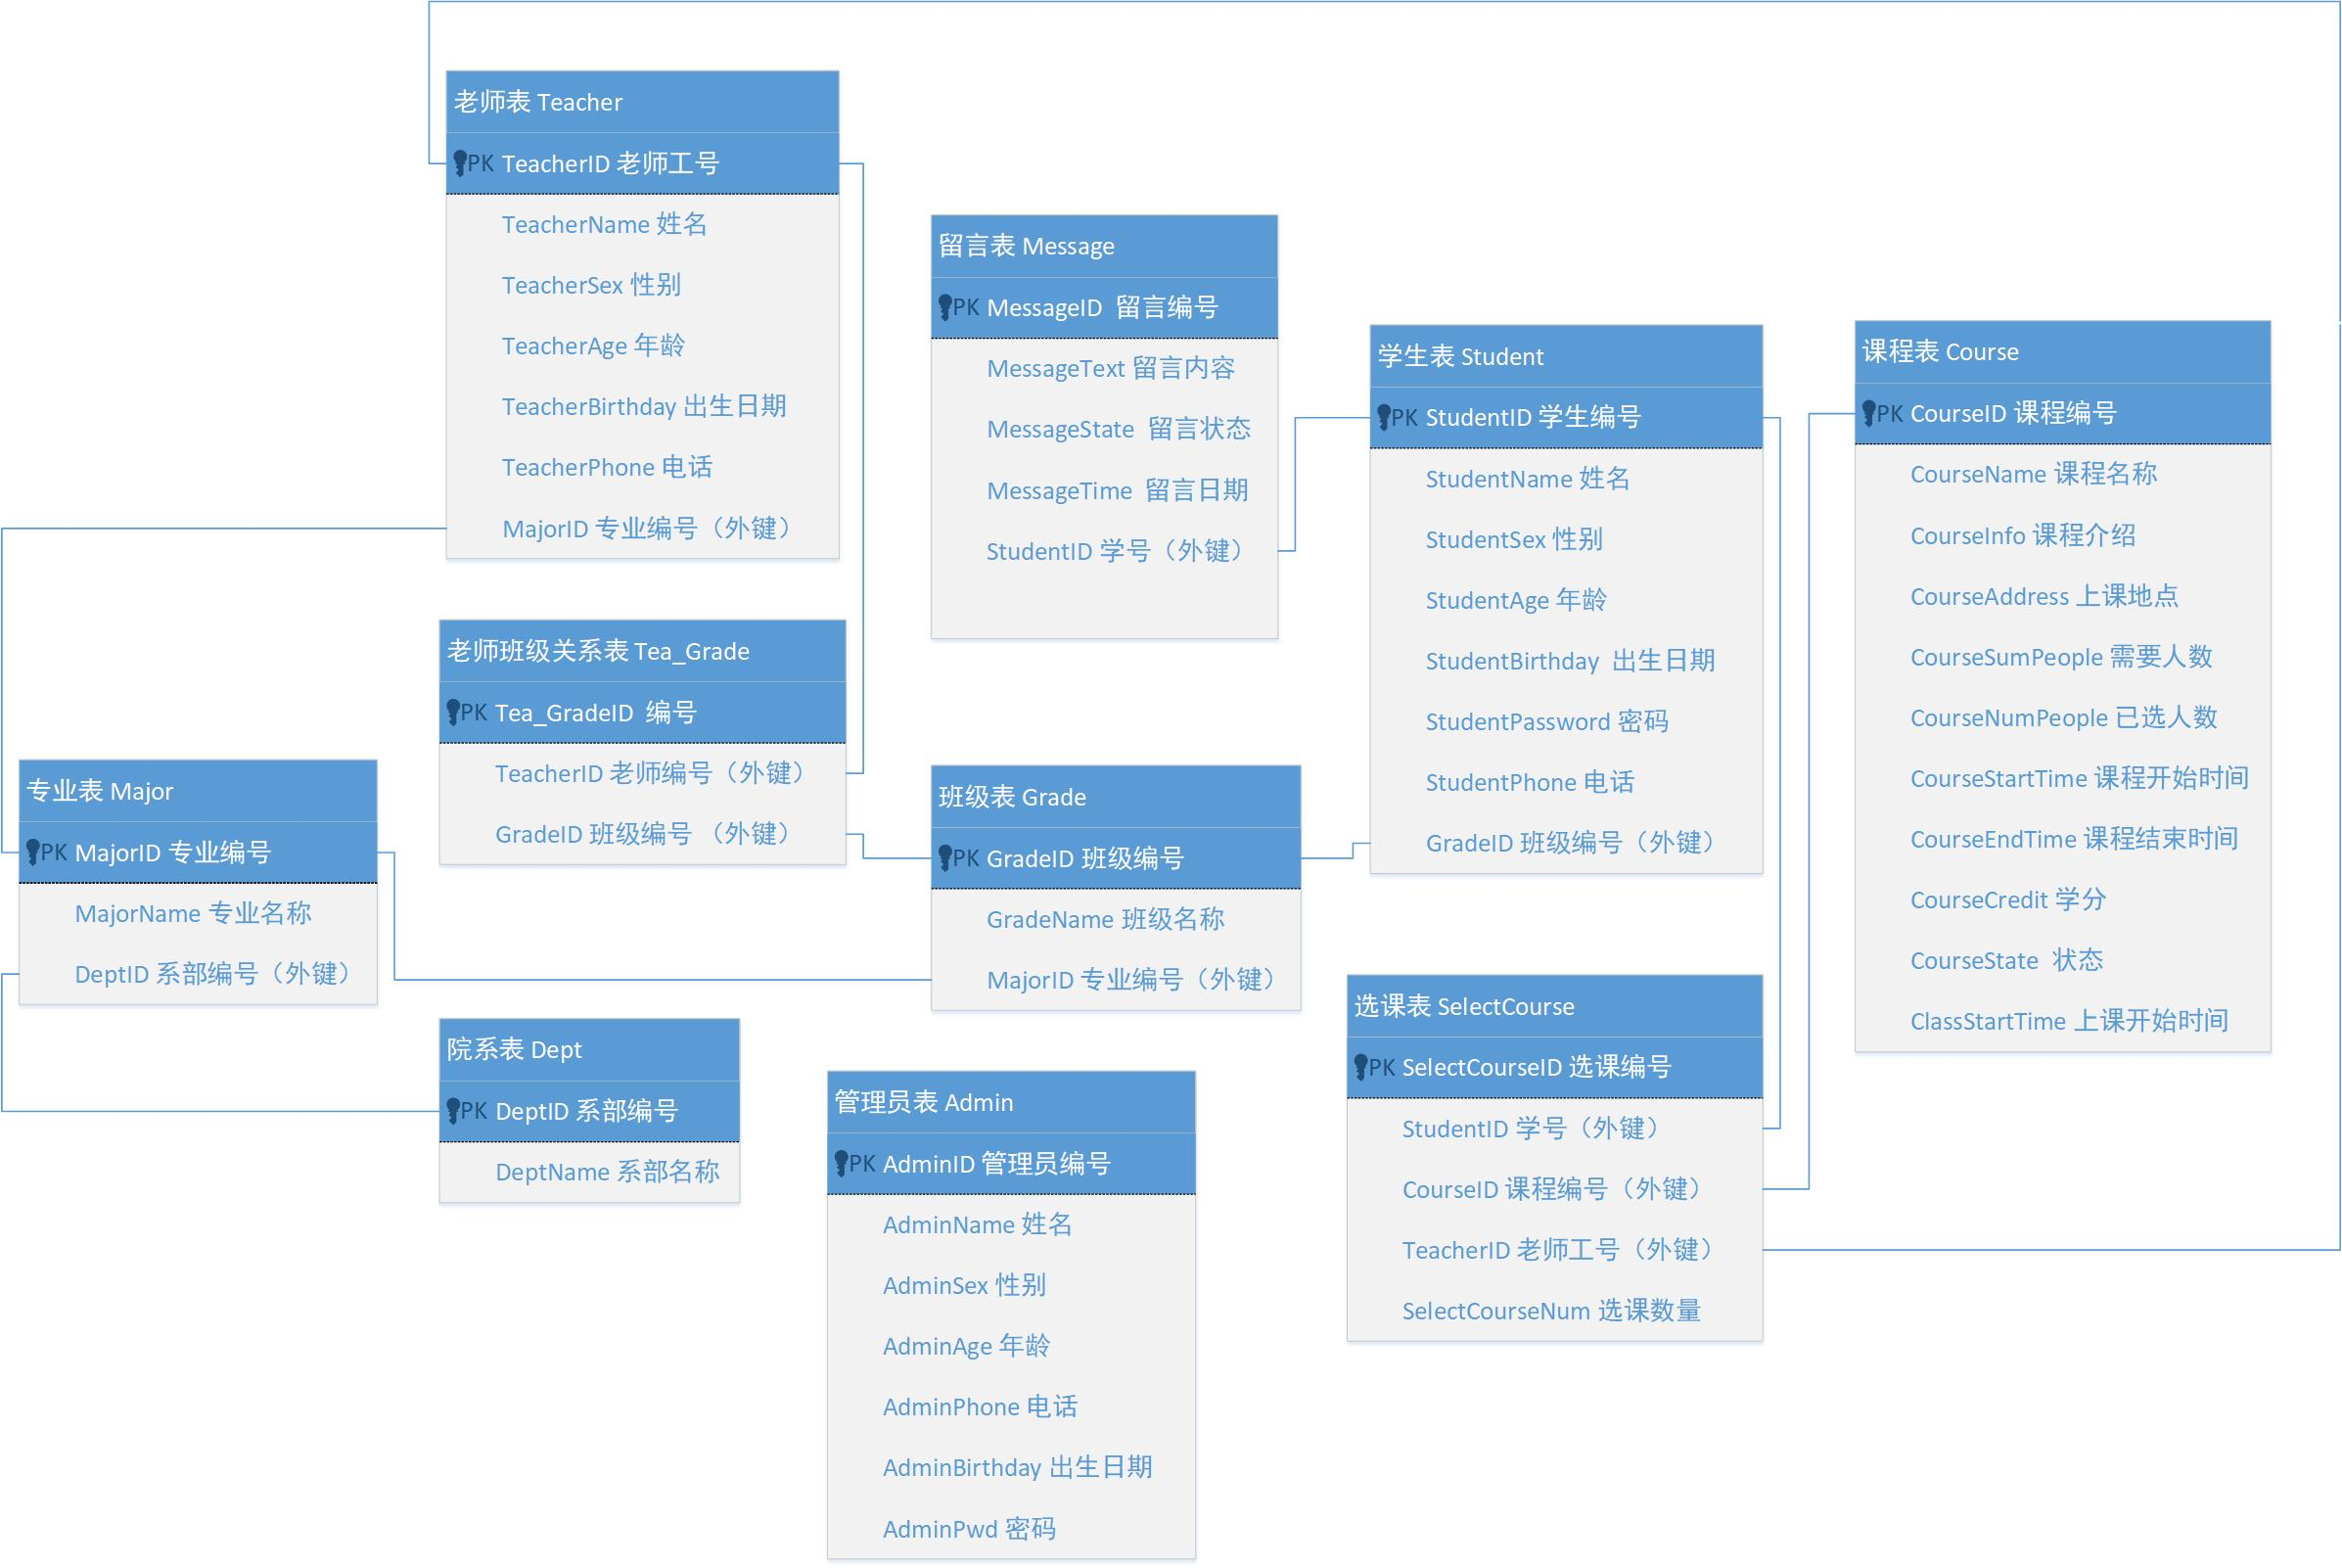 老师表 Teacher
PK TeacherID 老师工号
TeacherName 姓名
TeacherSex 性别
TeacherAge 年龄
TeacherBirthday 出生日期
TeacherPhone 电话
MajorID 专业编号（外键）
留言表 Message
PK MessageID 留言编号
MessageText 留言内容
MessageState 留言状态
MessageTime 留言日期
StudentID 学号（外键）
学生表 Student
PK StudentID 学生编号
StudentName 姓名
StudentSex 性别
StudentAge 年龄
StudentBirthday 出生日期
StudentPassword 密码
StudentPhone 电话
GradeID 班级编号（外键）
课程表 Course
PK CourseID 课程编号
CourseName 课程名称
CourseInfo 课程介绍
CourseAddress 上课地点
CourseSumPeople 需要人数
CourseNumPeople 已选人数
CourseStartTime 课程开始时间
CourseEndTime 课程结束时间
CourseCredit 学分
CourseState 状态
ClassStartTime 上课开始时间
老师班级关系表 Tea_Grade
PK Tea_GradeID 编号
TeacherID 老师编号（外键）
GradeID 班级编号 （外键）
专业表 Major
PK MajorID 专业编号
MajorName 专业名称
DeptID 系部编号（外键）
班级表 Grade
PK GradeID 班级编号
GradeName 班级名称
MajorID 专业编号（外键）
院系表 Dept
PK DeptID 系部编号
DeptName 系部名称
管理员表 Admin
PK AdminID 管理员编号
AdminName 姓名
AdminSex 性别
AdminAge 年龄
AdminPhone 电话
AdminBirthday 出生日期
AdminPwd 密码
选课表 SelectCourse
PK SelectCourseID 选课编号
StudentID 学号（外键）
CourseID 课程编号（外键）
TeacherID 老师工号（外键）
SelectCourseNum 选课数量